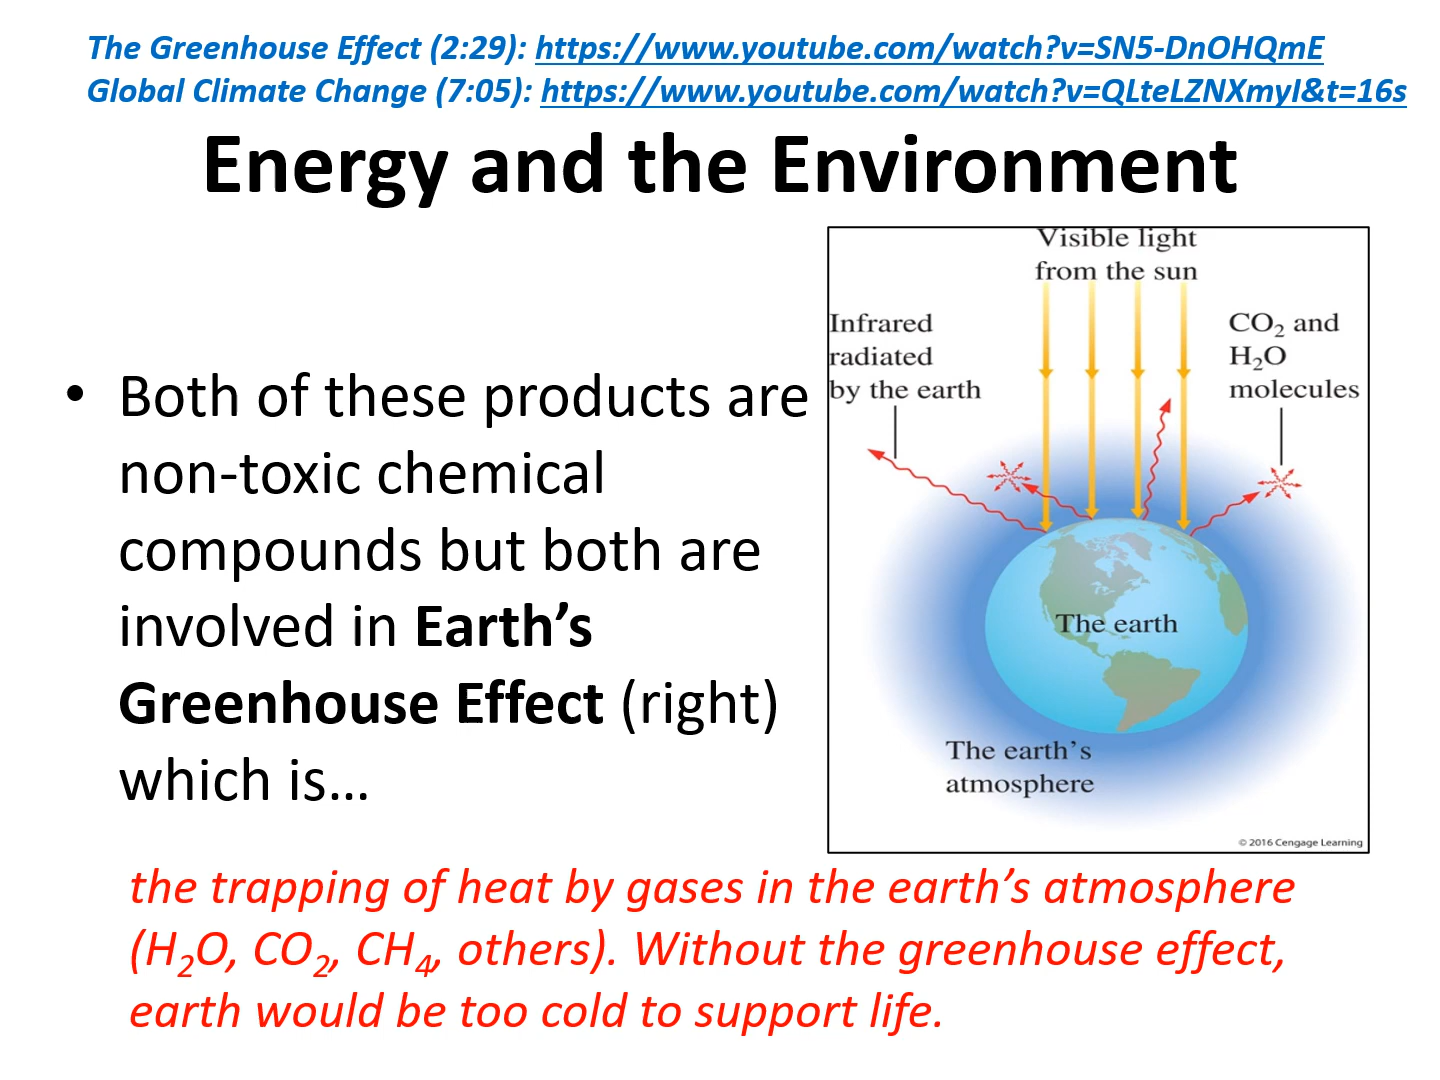 The Greenhouse Effect (2:29): https://www.youtube.com/watch?v=SN5-DnOHQmE
Global Climate Change (7:05): https://www.youtube.com/watch?v=QLteLZNXmyI&t=16s
Energy and the Environment
• Both of these products are
non-toxic chemical
compounds but both are
involved in Earth’s
Greenhouse Effect (right)
which is…
Visible light
from the sun
Infrared
radiated
by the earth
CO₂ and
H₂O
molecules
The earth
The earth’s
atmosphere
© 2016 Cengage Learning
the trapping of heat by gases in the earth’s atmosphere
(H₂O, CO₂, CH₄, others). Without the greenhouse effect,
earth would be too cold to support life.